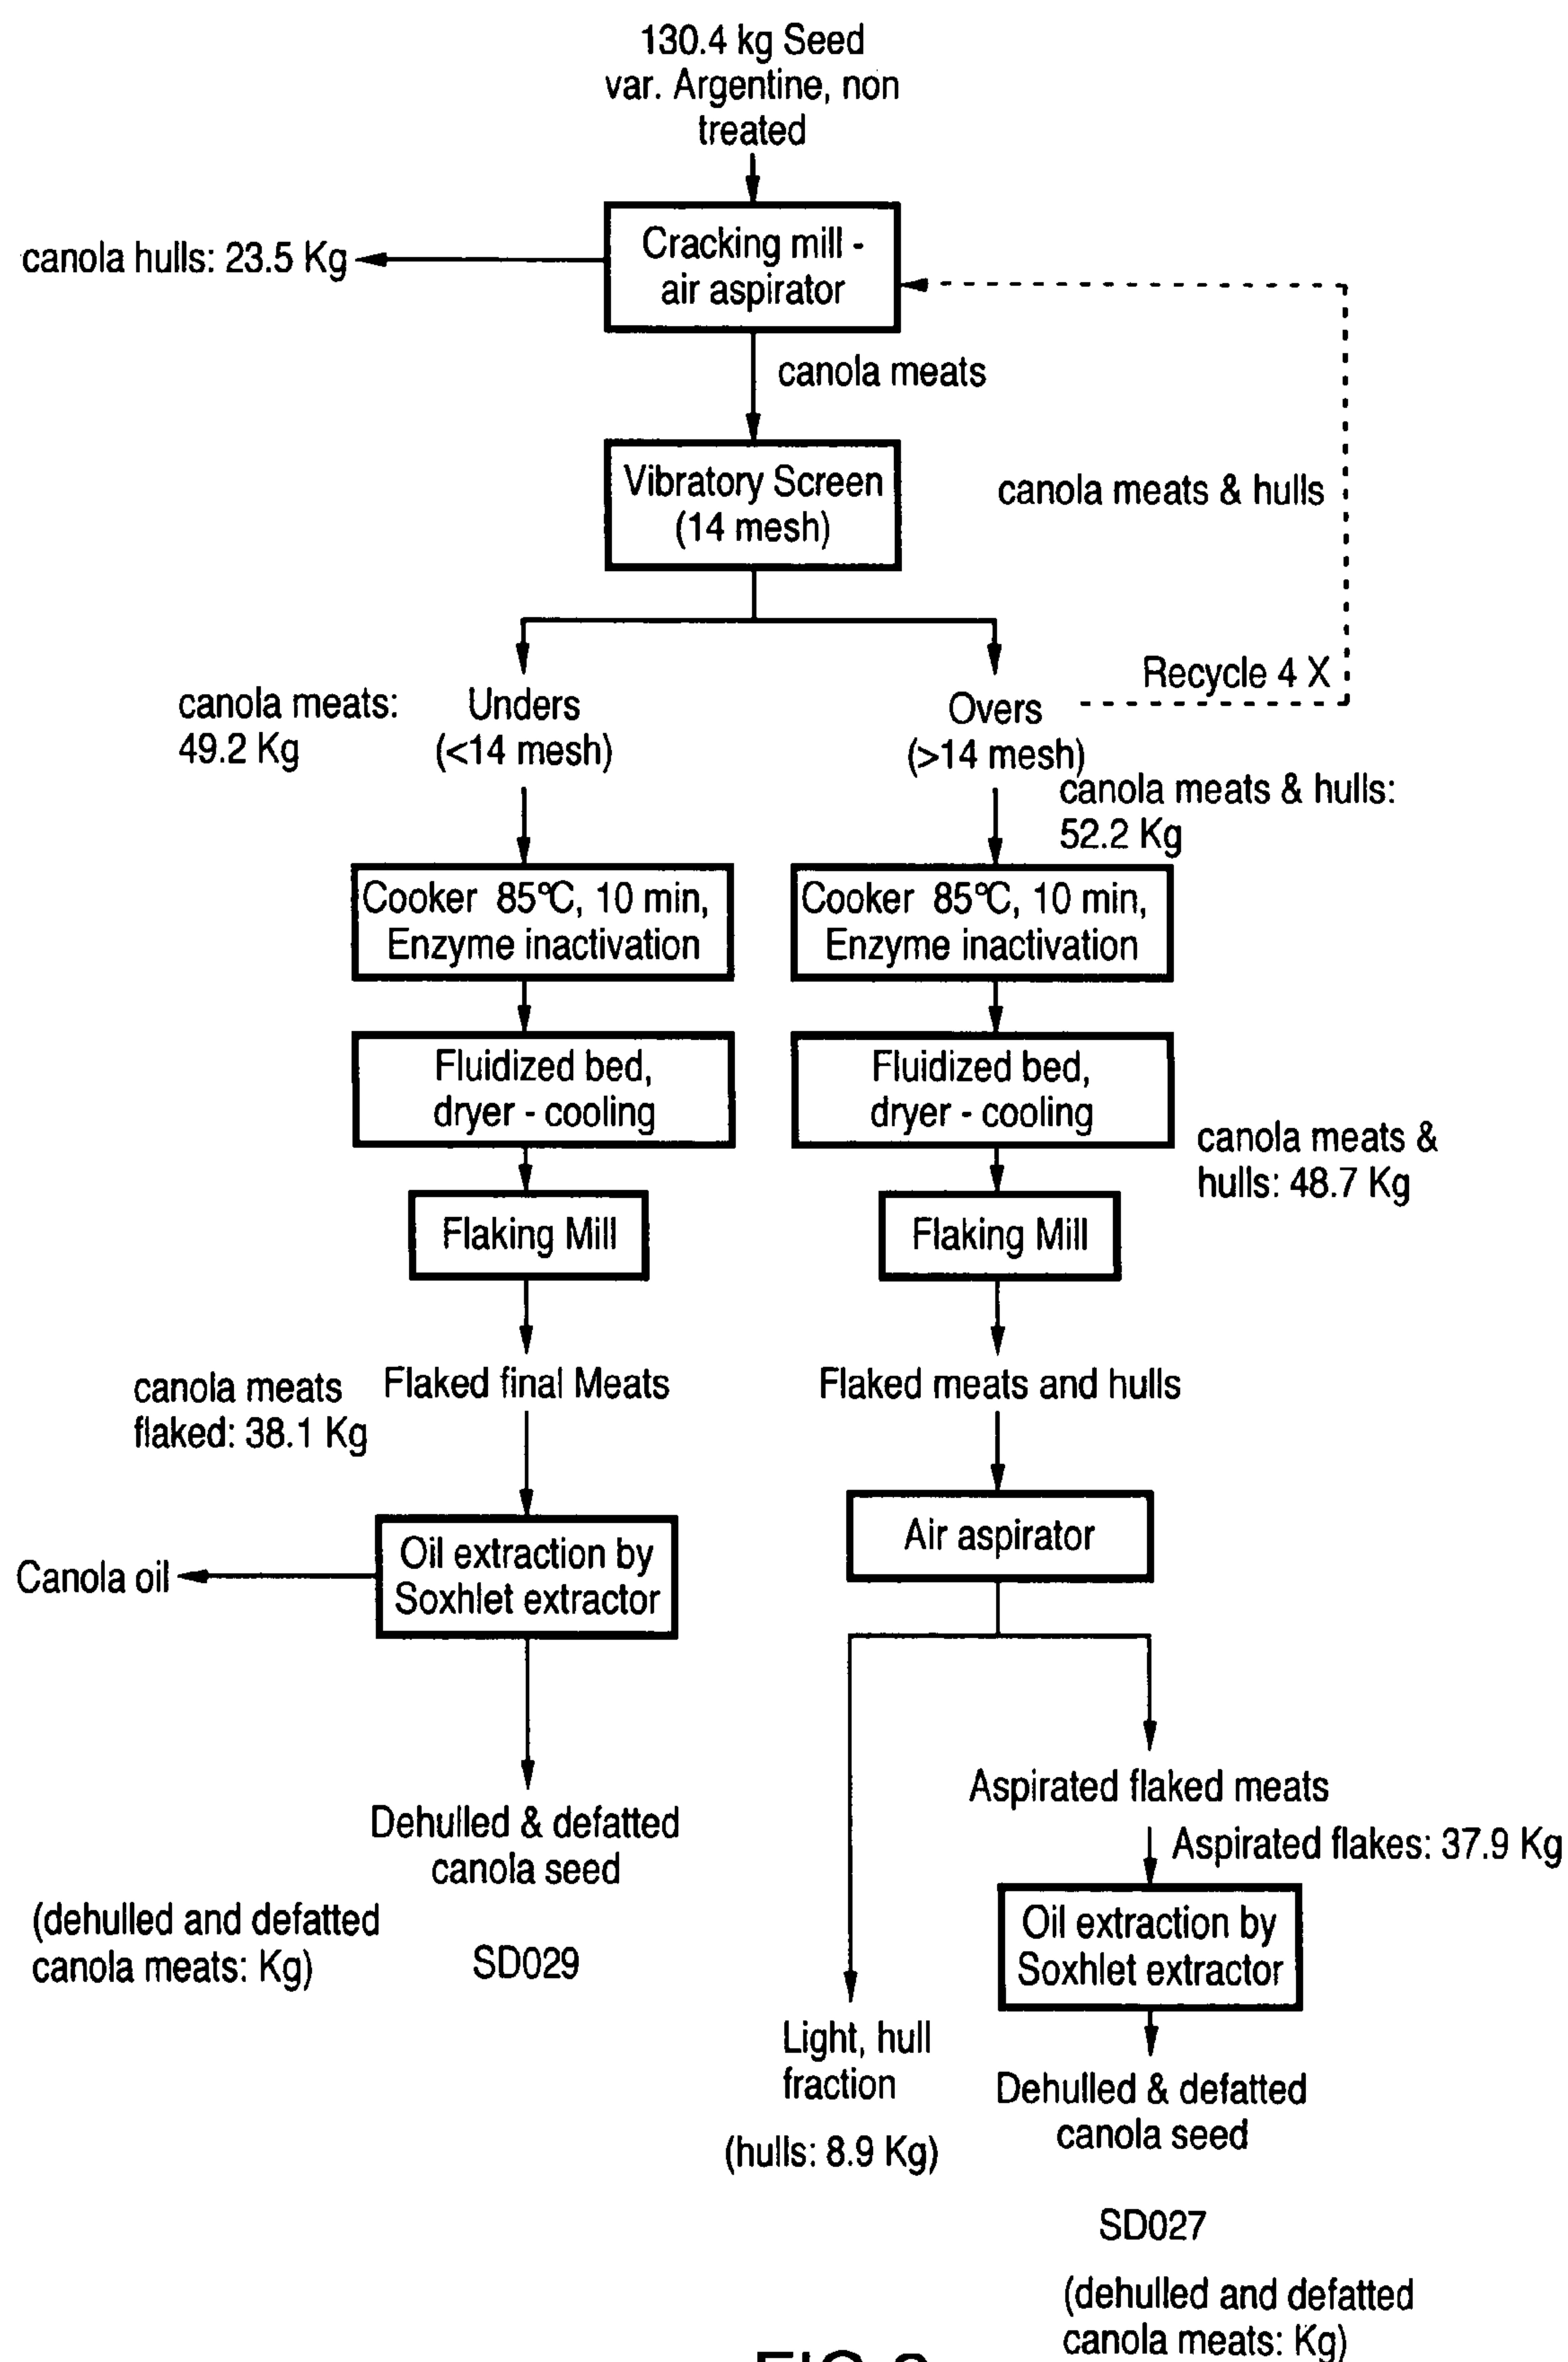 130.4 kg Seed
var. Argentine, non
treated
canola hulls: 23.5 Kg
Cracking mill -
air aspirator
canola meats
Vibratory Screen
(14 mesh)
canola meats & hulls
Recycle 4 X
canola meats:
49.2 Kg
Unders
(<14 mesh)
Overs
(>14 mesh)
canola meats & hulls:
52.2 Kg
Cooker 85°C, 10 min,
Enzyme inactivation
Cooker 85°C, 10 min,
Enzyme inactivation
Fluidized bed,
dryer - cooling
Fluidized bed,
dryer - cooling
canola meats &
hulls: 48.7 Kg
Flaking Mill
Flaking Mill
canola meats
flaked: 38.1 Kg
Flaked final Meats
Flaked meats and hulls
Air aspirator
Canola oil
Oil extraction by
Soxhlet extractor
Aspirated flaked meats
Aspirated flakes: 37.9 Kg
Dehulled & defatted
canola seed
(dehulled and defatted
canola meats: Kg)
SD029
Oil extraction by
Soxhlet extractor
Light, hull
fraction
(hulls: 8.9 Kg)
Dehulled & defatted
canola seed
SD027
(dehulled and defatted
canola meats: Kg)